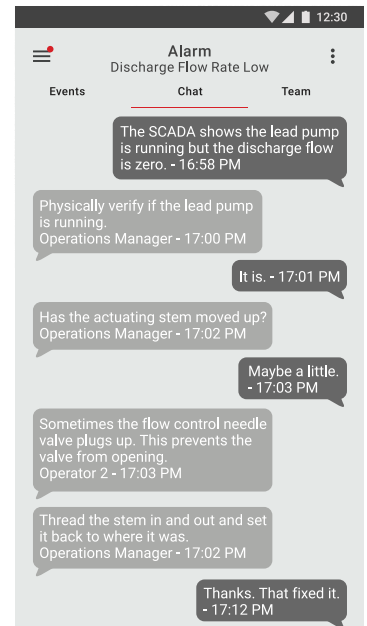 12:30
Alarm
Discharge Flow Rate Low
Events Chat Team
The SCADA shows the lead pump
is running but the discharge flow
is zero. - 16:58 PM
Physically verify if the lead pump
is running.
Operations Manager - 17:00 PM
It is. - 17:01 PM
Has the actuating stem moved up?
Operations Manager - 17:02 PM
Maybe a little.
- 17:03 PM
Sometimes the flow control needle
valve plugs up. This prevents the
valve from opening.
Operator 2 - 17:03 PM
Thread the stem in and out and set
it back to where it was.
Operations Manager - 17:02 PM
Thanks. That fixed it.
- 17:12 PM